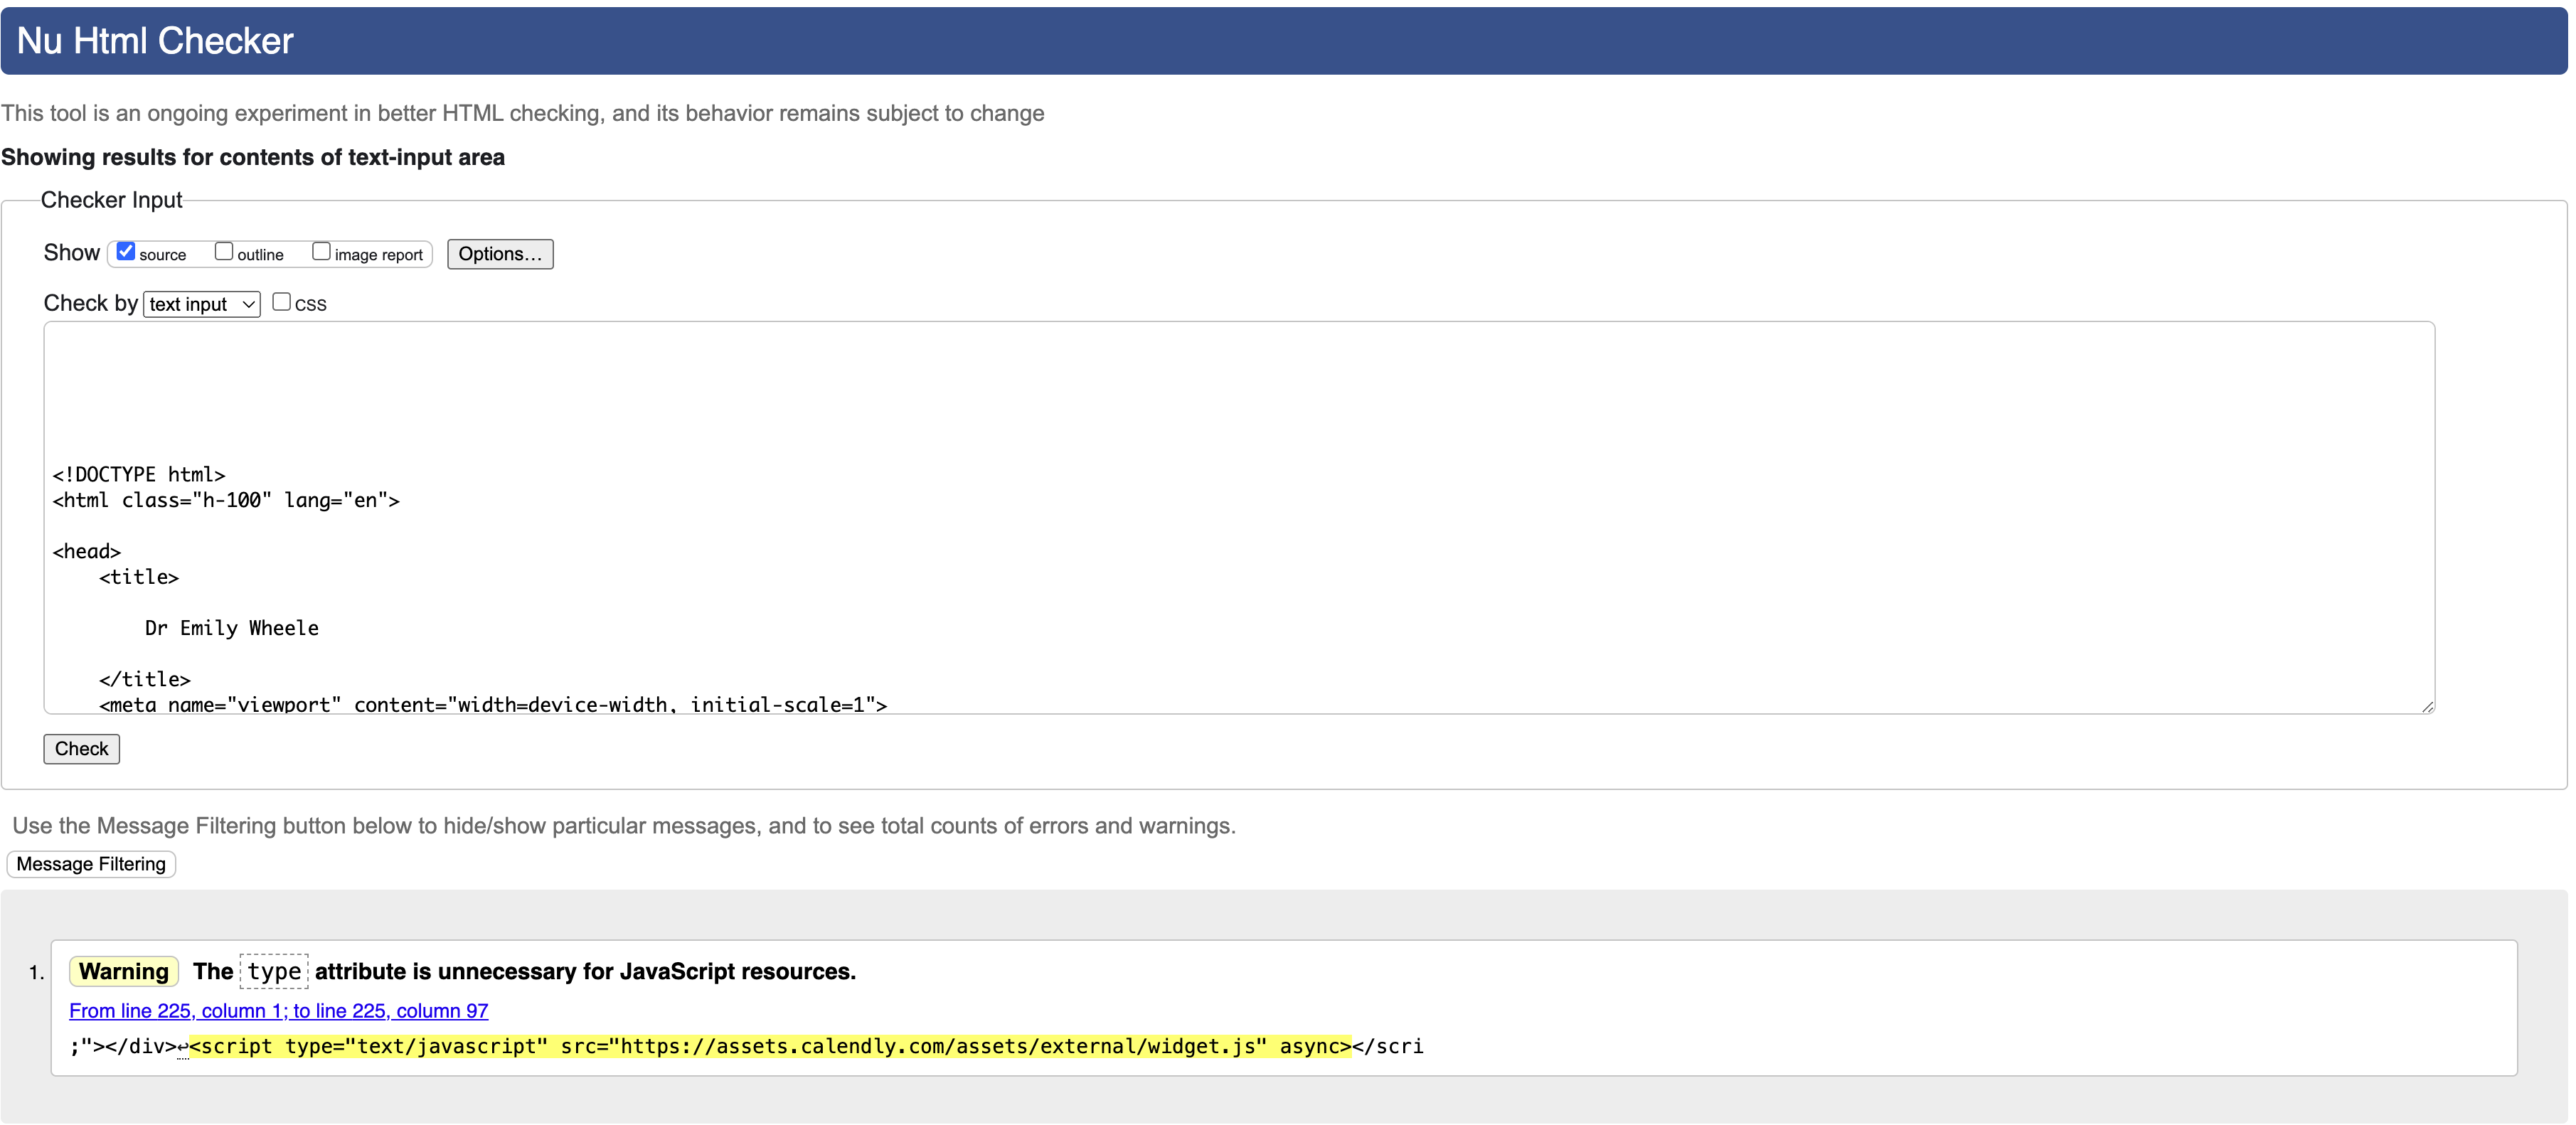 Nu Html Checker
This tool is an ongoing experiment in better HTML checking, and its behavior remains subject to change
Showing results for contents of text-input area
Checker Input
Show source outline image report Options…
Check by text input CSS
<!DOCTYPE html>
<html class="h-100" lang="en">
<head>
<title>
Dr Emily Wheele
</title>
<meta name="viewport" content="width=device-width, initial-scale=1">
Check
Use the Message Filtering button below to hide/show particular messages, and to see total counts of errors and warnings.
Message Filtering
1. Warning The type attribute is unnecessary for JavaScript resources.
From line 225, column 1; to line 225, column 97
;"></div>↩<script type="text/javascript" src="https://assets.calendly.com/assets/external/widget.js" async></scri